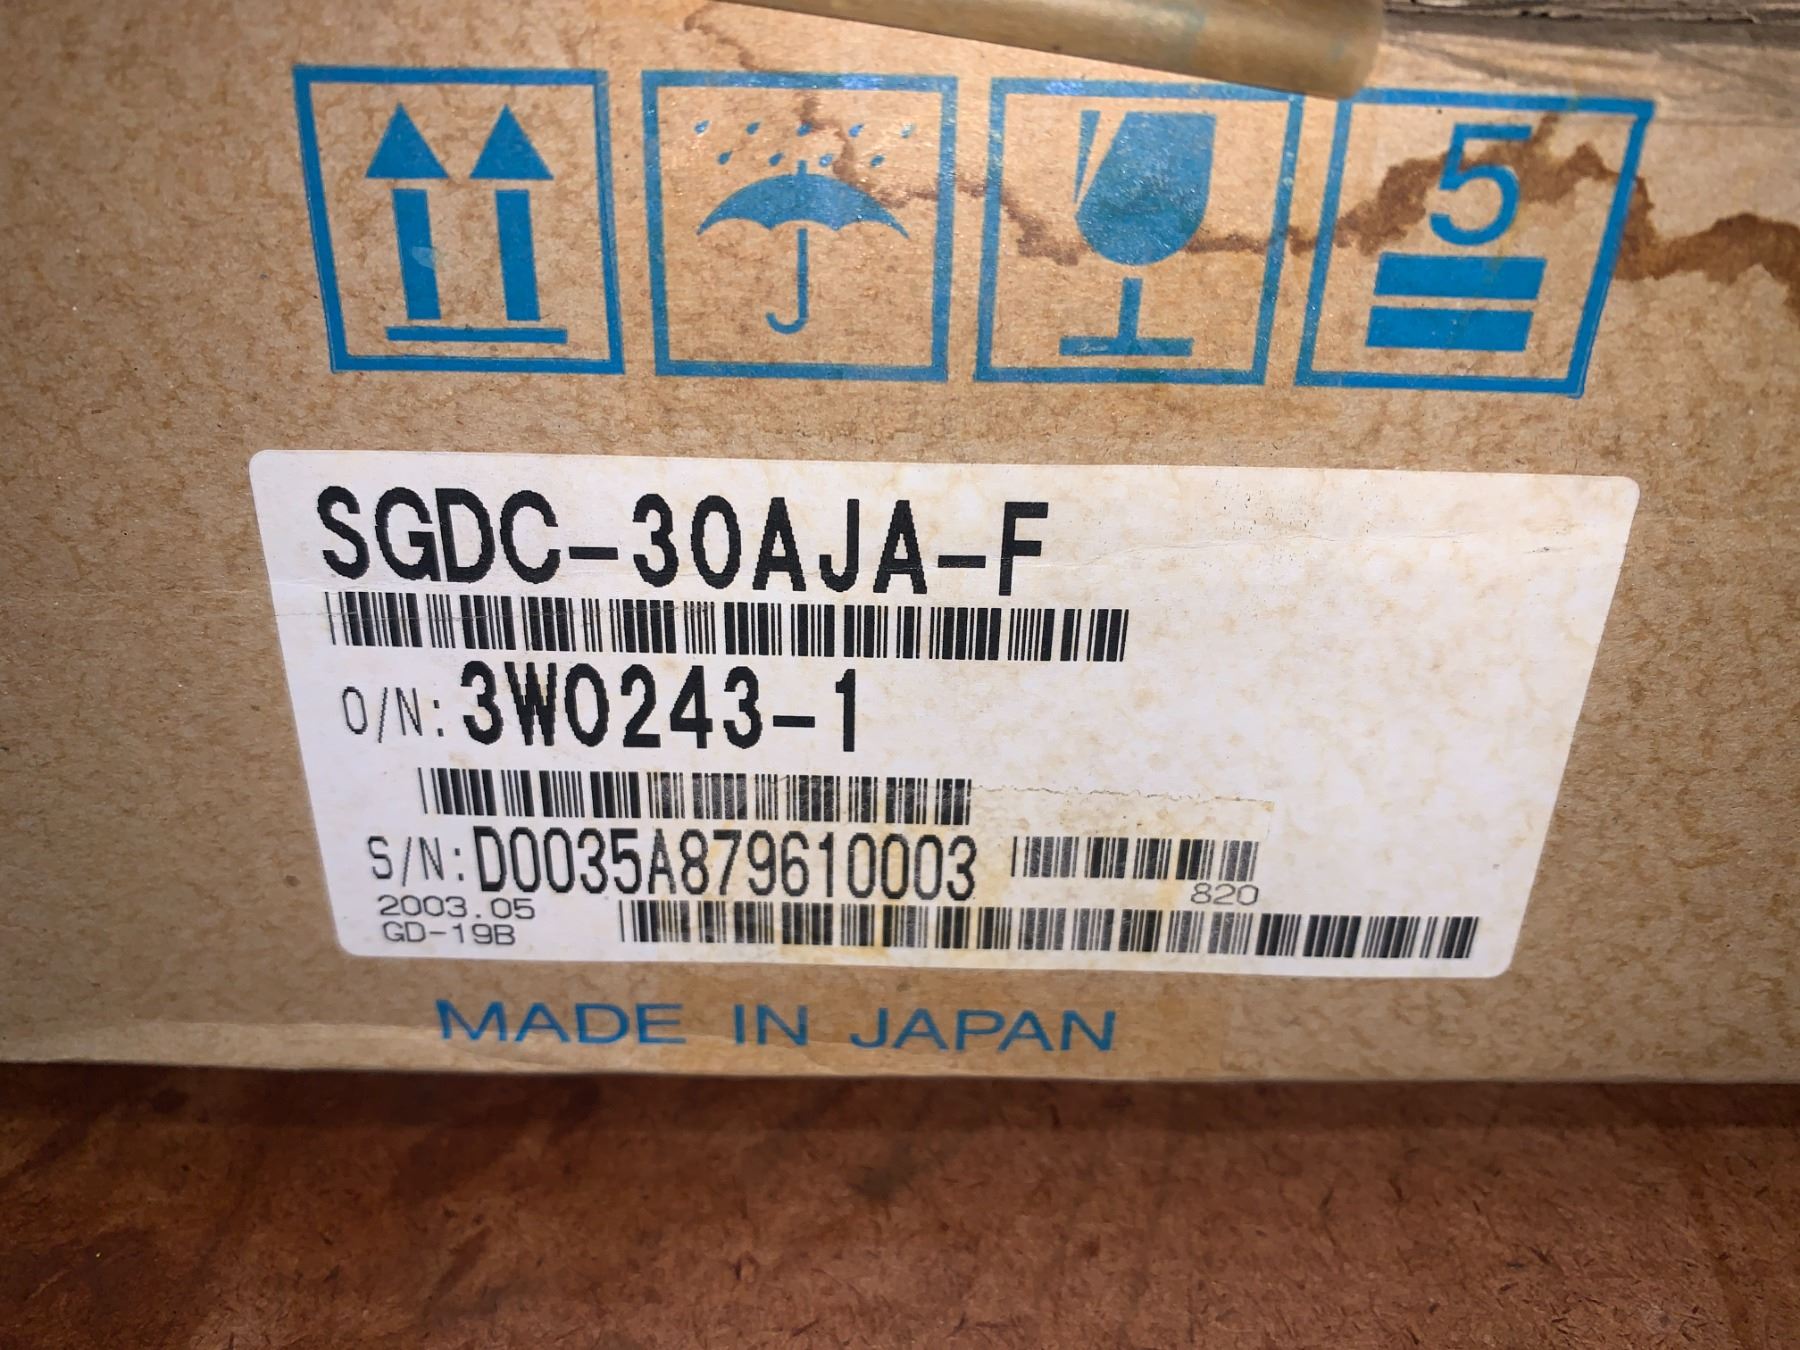 5
SGDC-30AJA-F
O/N: 3W0243-1
S/N: D0035A879610003
820
2003.05
GD-19B
MADE IN JAPAN